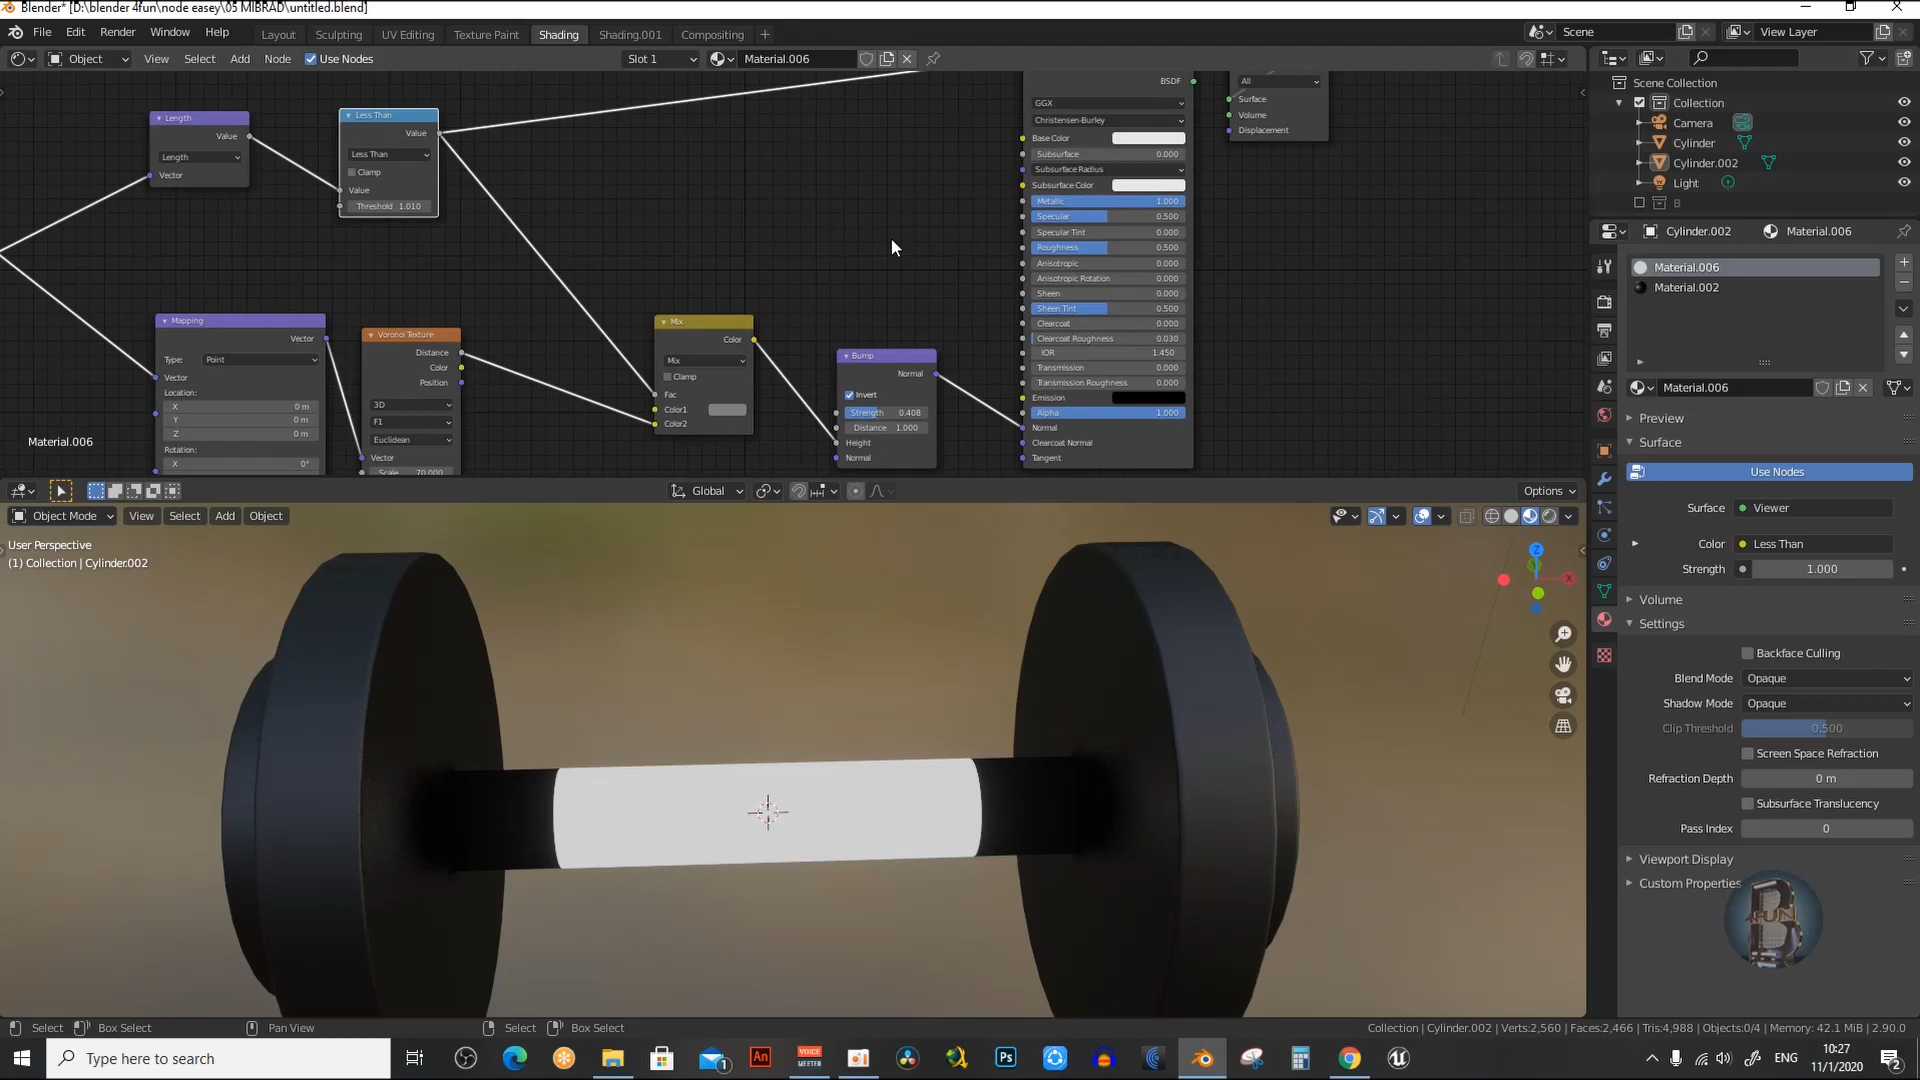 Blender* [D:\blender 4fun\node easey\05 MIBRAD\untitled.blend]
File Edit Render Window Help Layout Sculpting UV Editing Texture Paint Shading Shading.001 Compositing + Scene View Layer
Object View Select Add Node Use Nodes Slot 1 Material.006
Length
Value
Length
Vector
Less Than
Value
Less Than
Clamp
Value
Threshold 1.010
Mapping
Vector
Type: Point
Vector
Location:
X 0 m
Y 0 m
Z 0 m
Rotation:
X 0°
Voronoi Texture
Distance
Color
Position
3D
F1
Euclidean
Vector
Scale 70.000
Mix
Color
Mix
Clamp
Fac
Color1
Color2
Bump
Normal
Invert
Strength 0.408
Distance 1.000
Height
Normal
BSDF
GGX
Christensen-Burley
Base Color
Subsurface 0.000
Subsurface Radius
Subsurface Color
Metallic 1.000
Specular 0.500
Specular Tint 0.000
Roughness 0.500
Anisotropic 0.000
Anisotropic Rotation 0.000
Sheen 0.000
Sheen Tint 0.500
Clearcoat 0.000
Clearcoat Roughness 0.030
IOR 1.450
Transmission 0.000
Transmission Roughness 0.000
Emission
Alpha 1.000
Normal
Clearcoat Normal
Tangent
All
Surface
Volume
Displacement
Material.006
Global Options
Object Mode View Select Add Object
User Perspective
(1) Collection | Cylinder.002
Z
X
Scene Collection
Collection
Camera
Cylinder
Cylinder.002
Light
B
Cylinder.002 Material.006
Material.006
Material.002
Material.006
Preview
Surface
Use Nodes
Surface Viewer
Color Less Than
Strength 1.000
Volume
Settings
Backface Culling
Blend Mode Opaque
Shadow Mode Opaque
Clip Threshold 0.500
Screen Space Refraction
Refraction Depth 0 m
Subsurface Translucency
Pass Index 0
Viewport Display
Custom Properties
FUN
Select Box Select Pan View Select Box Select Collection | Cylinder.002 | Verts:2,560 | Faces:2,466 | Tris:4,988 | Objects:0/4 | Memory: 42.1 MiB | 2.90.0
Type here to search
1
An
VOICE MEETER
Ps
ENG
10:27
11/1/2020
2